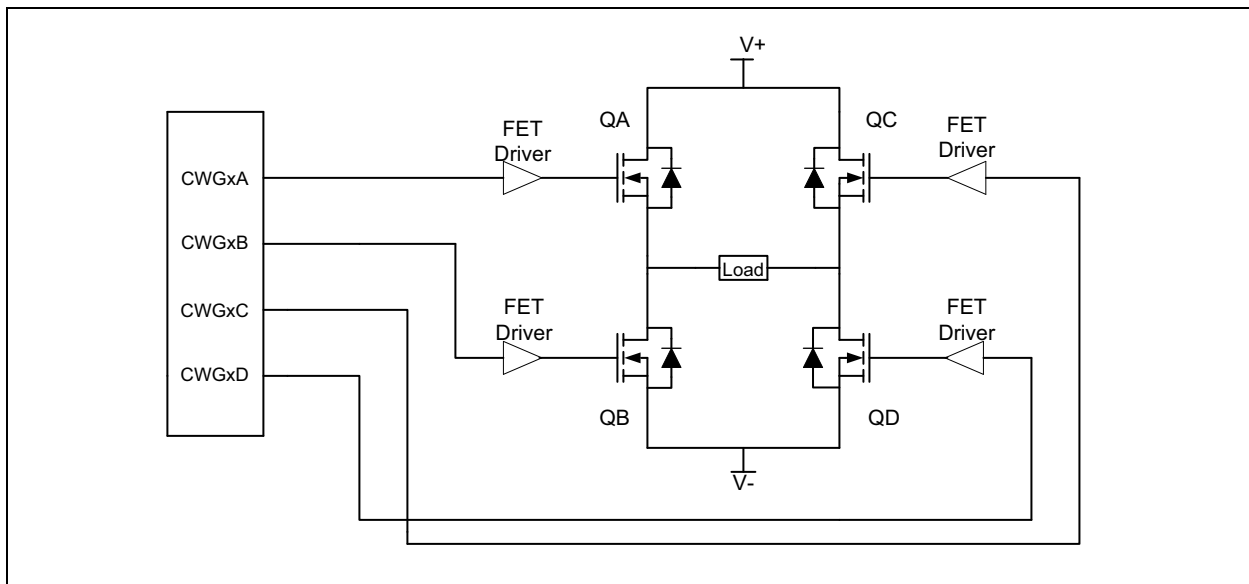 V+
QA
QC
FET
Driver
FET
Driver
CWGxA
CWGxB
Load
CWGxC
FET
Driver
FET
Driver
CWGxD
QB
QD
V-